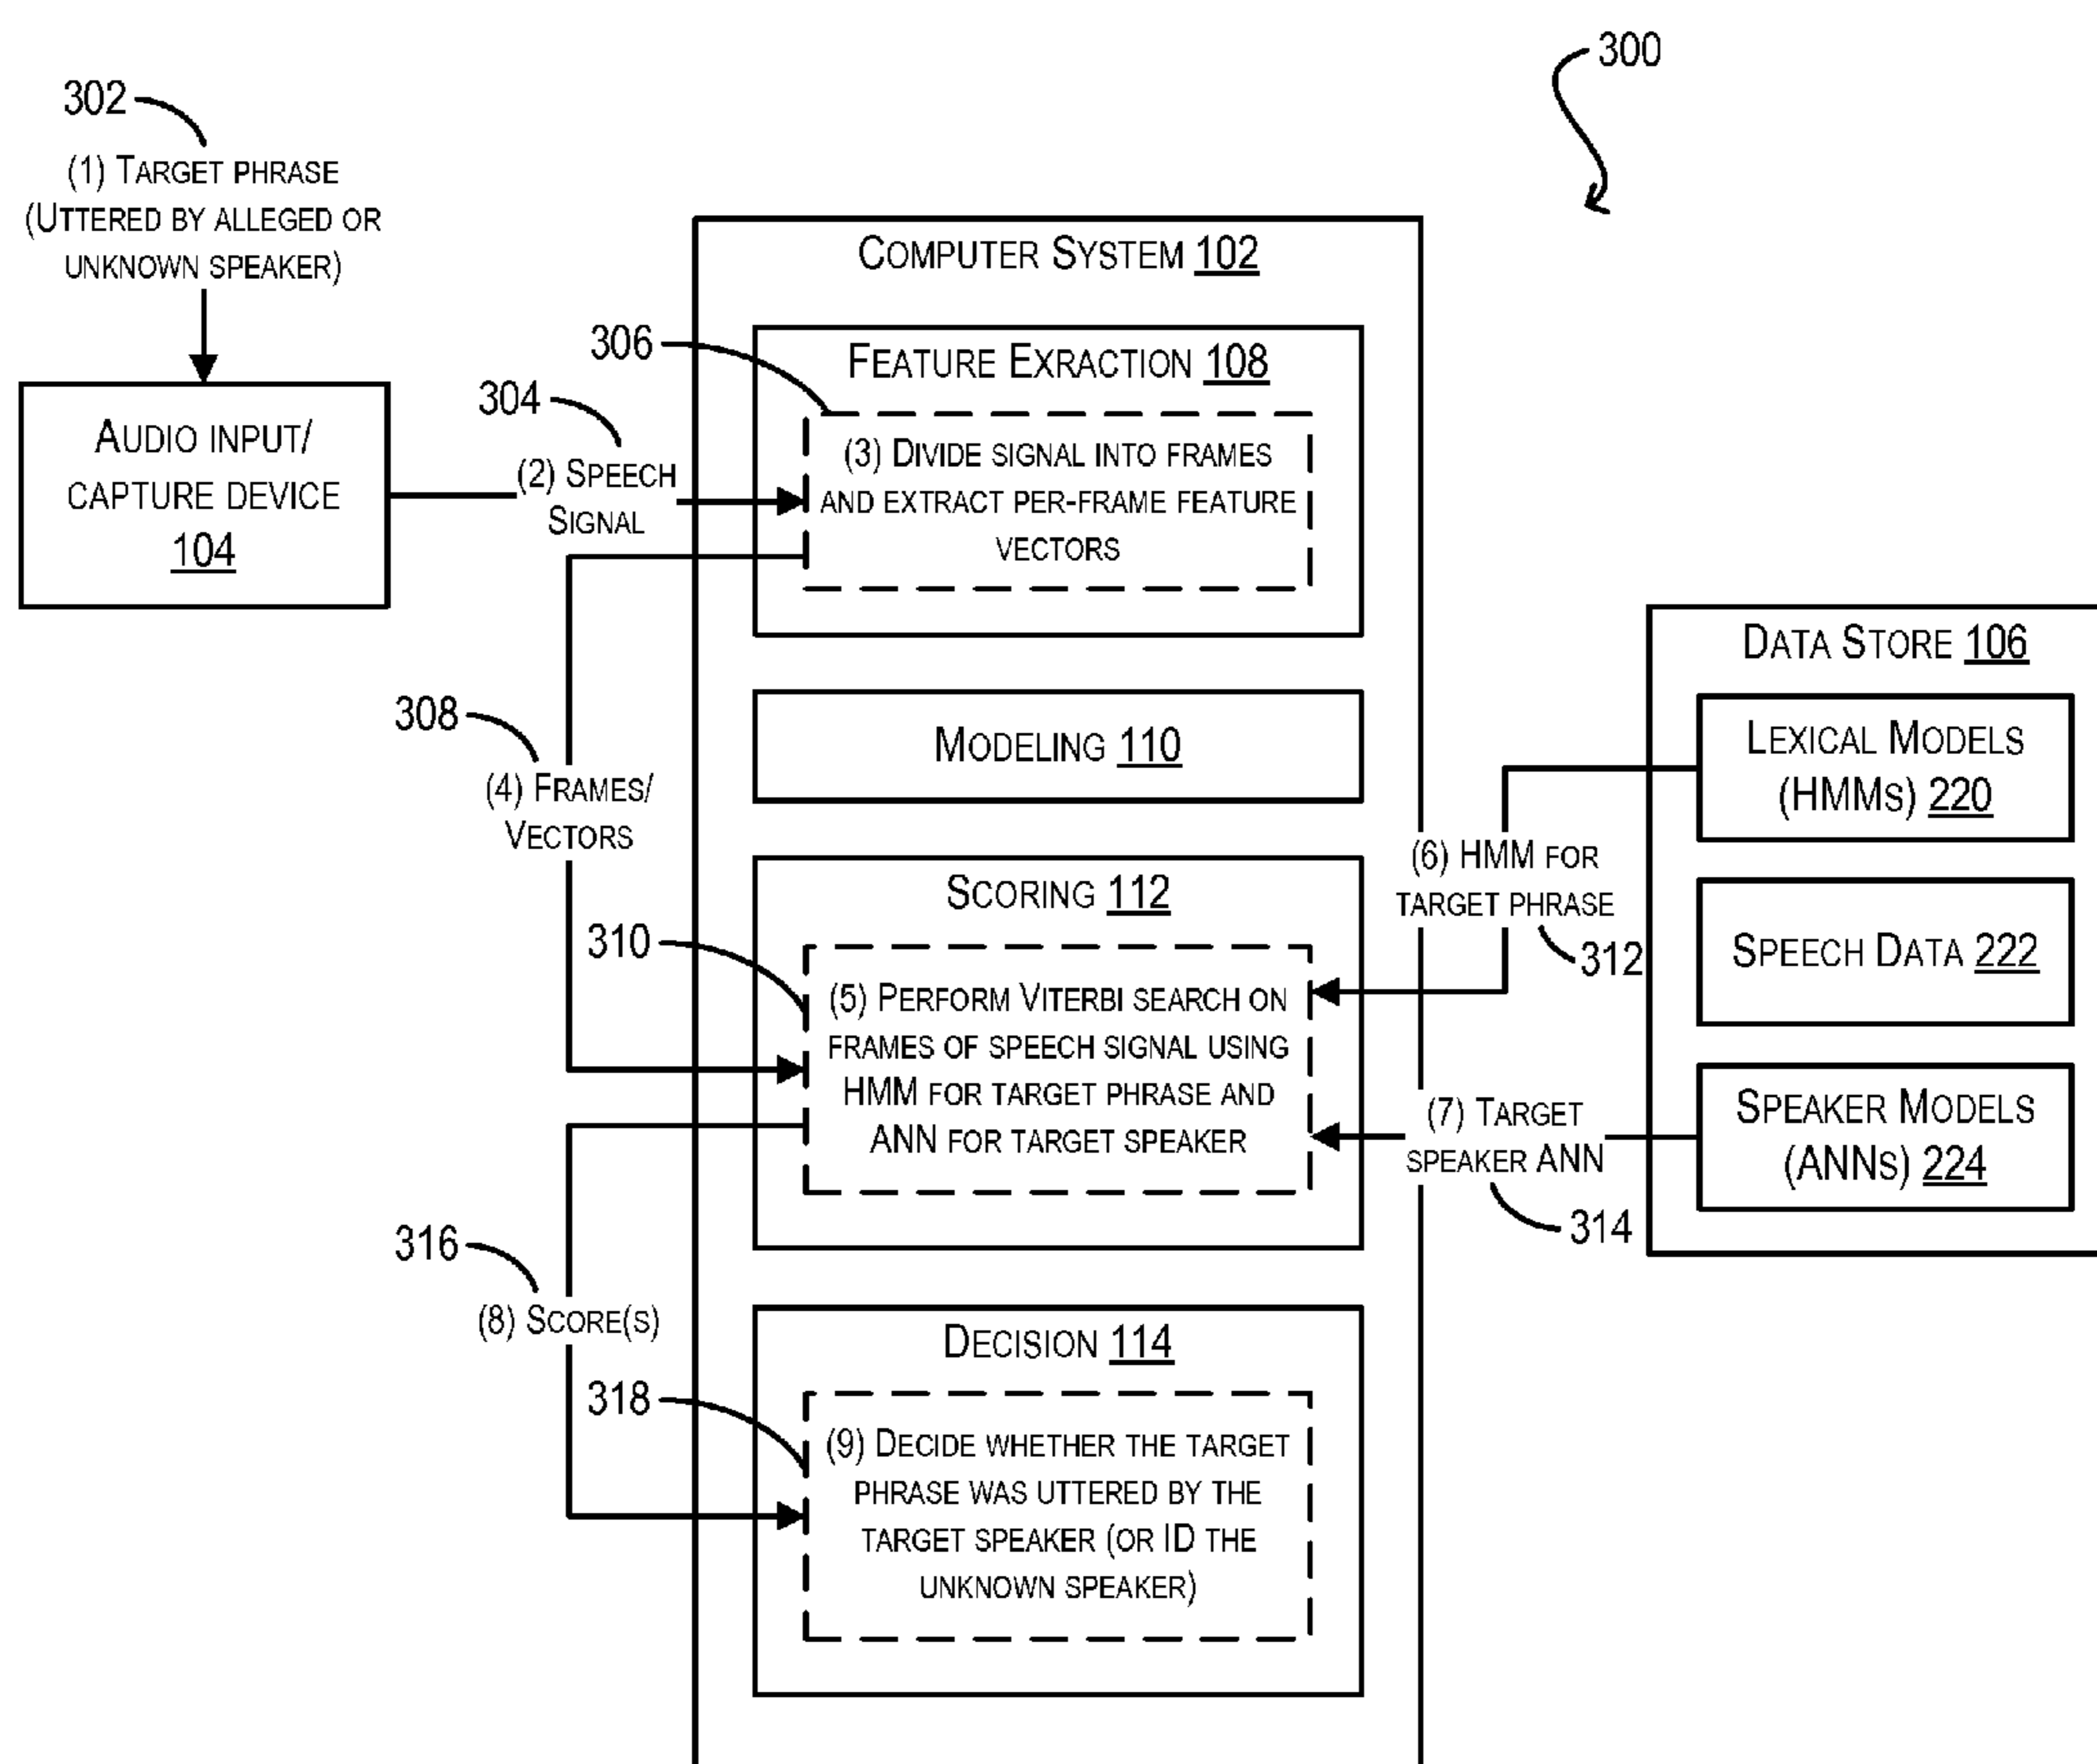 300
302
(1) TARGET PHRASE
(UTTERED BY ALLEGED OR
UNKNOWN SPEAKER)
AUDIO INPUT/
CAPTURE DEVICE
104
304
(2) SPEECH
SIGNAL
COMPUTER SYSTEM 102
306
FEATURE EXRACTION 108
(3) DIVIDE SIGNAL INTO FRAMES
AND EXTRACT PER-FRAME FEATURE
VECTORS
308
(4) FRAMES/
VECTORS
MODELING 110
SCORING 112
310
(5) PERFORM VITERBI SEARCH ON
FRAMES OF SPEECH SIGNAL USING
HMM FOR TARGET PHRASE AND
ANN FOR TARGET SPEAKER
(6) HMM FOR
TARGET PHRASE
312
(7) TARGET
SPEAKER ANN
314
DATA STORE 106
LEXICAL MODELS
(HMMS) 220
SPEECH DATA 222
SPEAKER MODELS
(ANNS) 224
316
(8) SCORE(S)
DECISION 114
318
(9) DECIDE WHETHER THE TARGET
PHRASE WAS UTTERED BY THE
TARGET SPEAKER (OR ID THE
UNKNOWN SPEAKER)